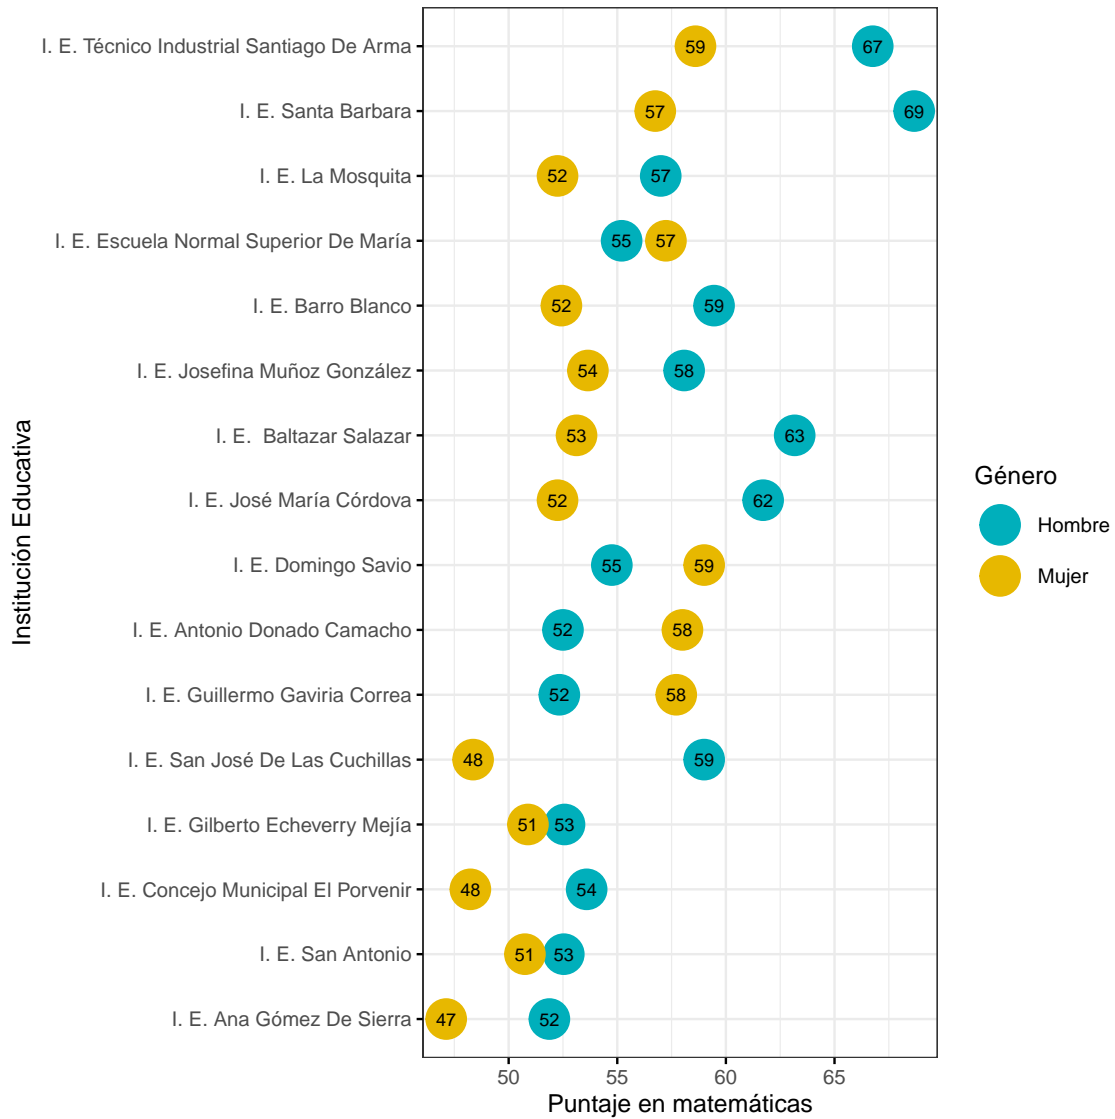 I. E. Técnico Industrial Santiago De Arma 59 67
I. E. Santa Barbara 57 69
I. E. La Mosquita 52 57
I. E. Escuela Normal Superior De María 55 57
I. E. Barro Blanco 52 59
I. E. Josefina Muñoz González 54 58
I. E.  Baltazar Salazar 53 63
I. E. José María Córdova 52 62
I. E. Domingo Savio 55 59
I. E. Antonio Donado Camacho 52 58
I. E. Guillermo Gaviria Correa 52 58
I. E. San José De Las Cuchillas 48 59
I. E. Gilberto Echeverry Mejía 51 53
I. E. Concejo Municipal El Porvenir 48 54
I. E. San Antonio 51 53
I. E. Ana Gómez De Sierra 47 52
50 55 60 65
Puntaje en matemáticas
Institución Educativa
Género
Hombre
Mujer